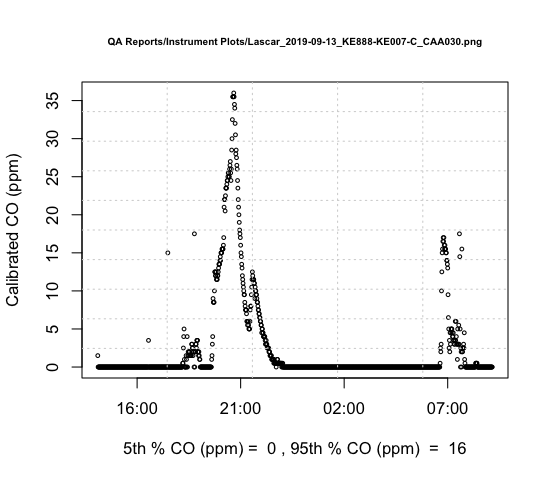 QA Reports/Instrument Plots/Lascar_2019-09-13_KE888-KE007-C_CAA030.png
35
30
25
20
15
10
5
0
Calibrated CO (ppm)
16:00 21:00 02:00 07:00
5th % CO (ppm) = 0 , 95th % CO (ppm) = 16